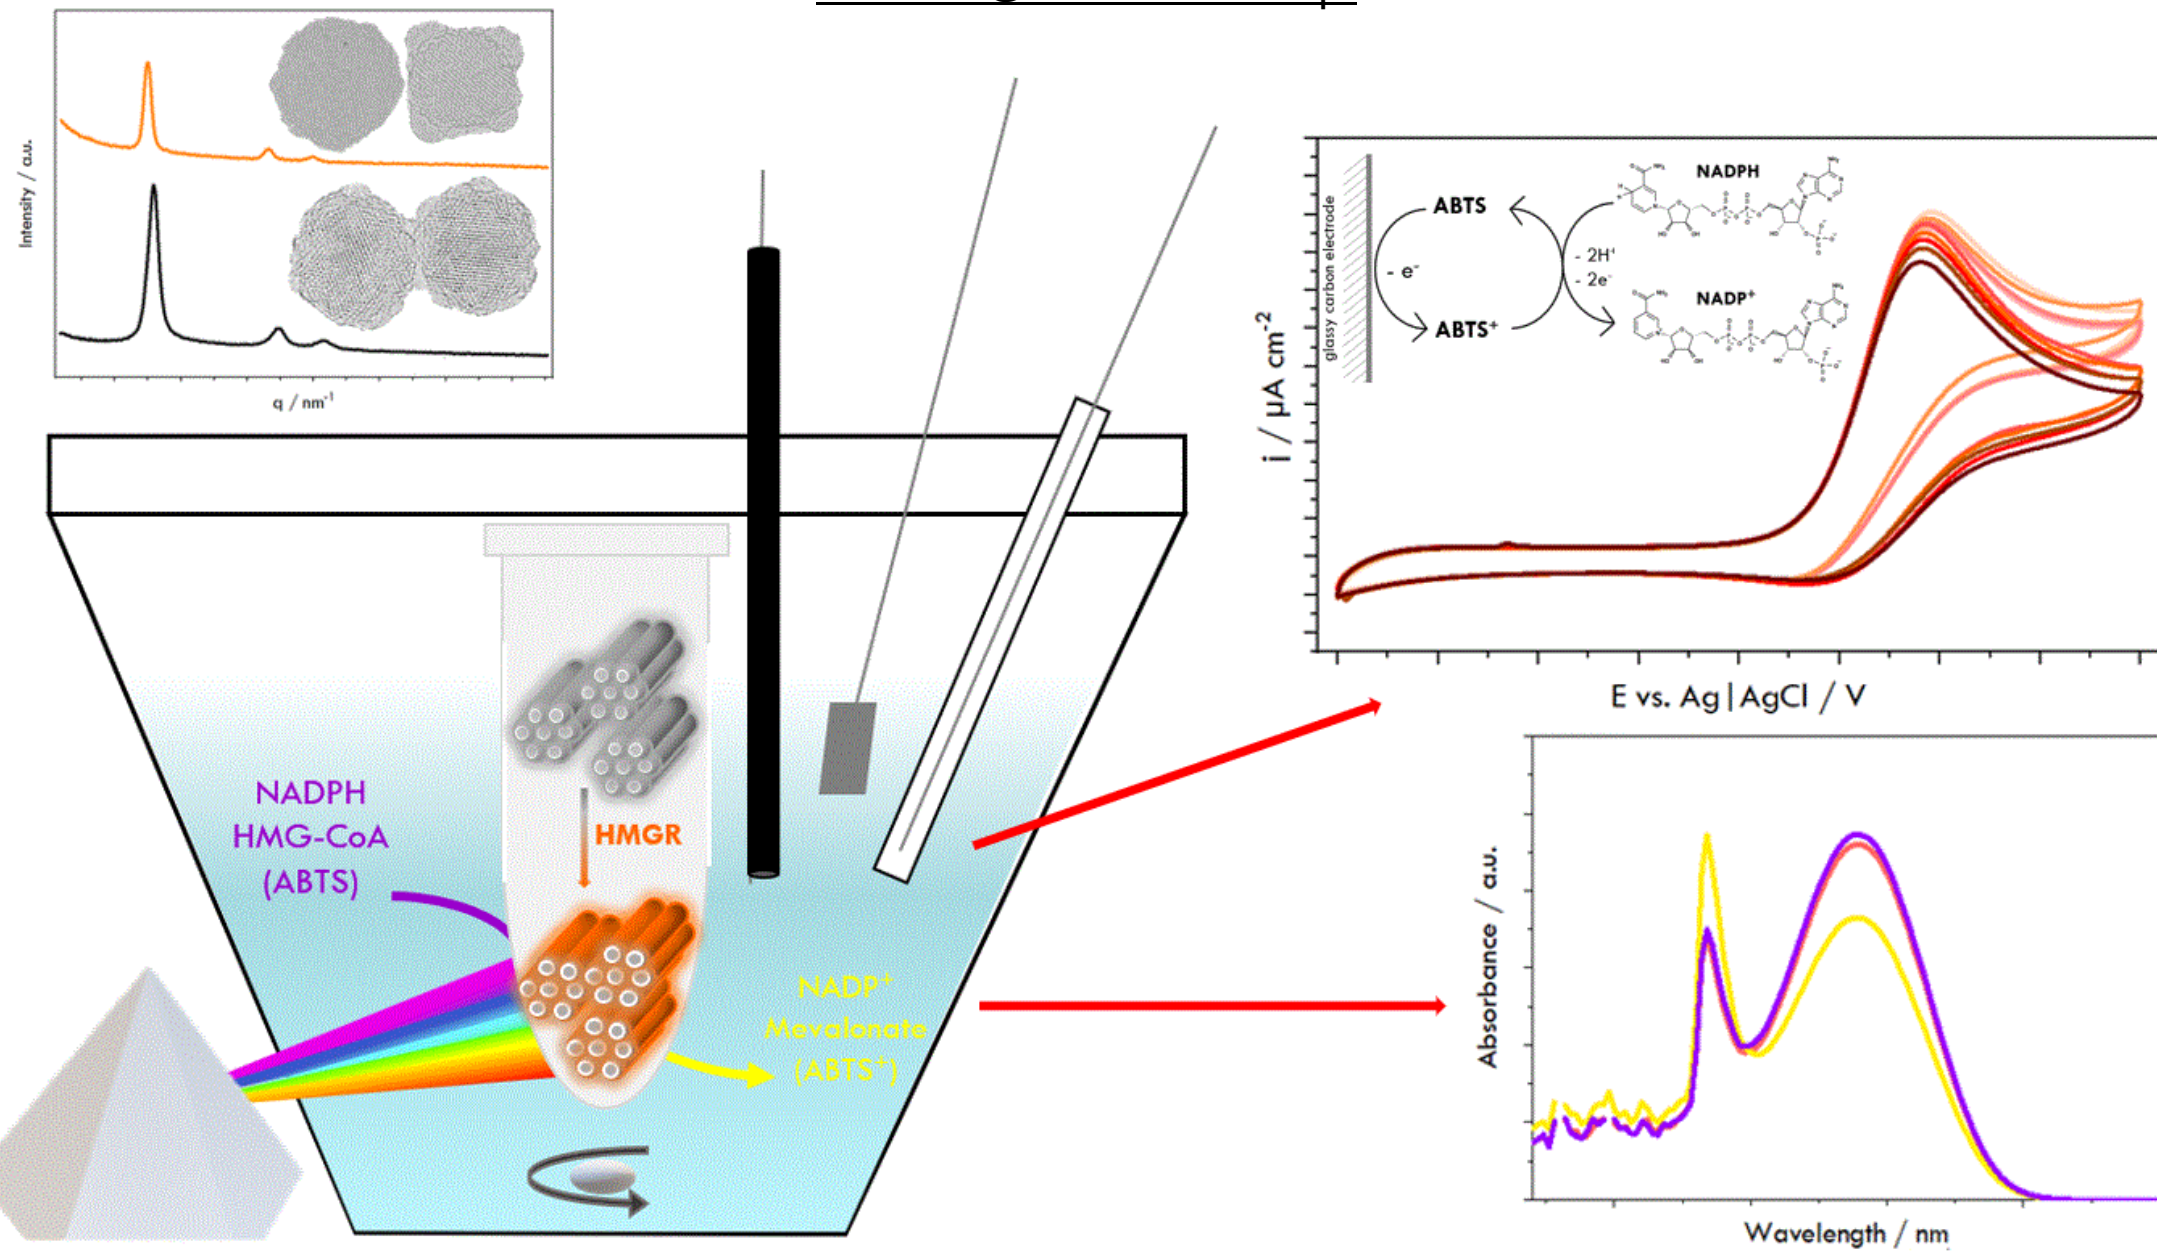 Intensity / a.u.
q / nm⁻¹
NADPH
HMG-CoA
(ABTS)
HMGR
NADP⁺
Mevalonate
(ABTS⁺)
i / µA cm⁻²
glassy carbon electrode
ABTS
- e⁻
ABTS⁺
NADPH
- 2H⁺
- 2e⁻
NADP⁺
E vs. Ag|AgCl / V
Absorbance / a.u.
Wavelength / nm